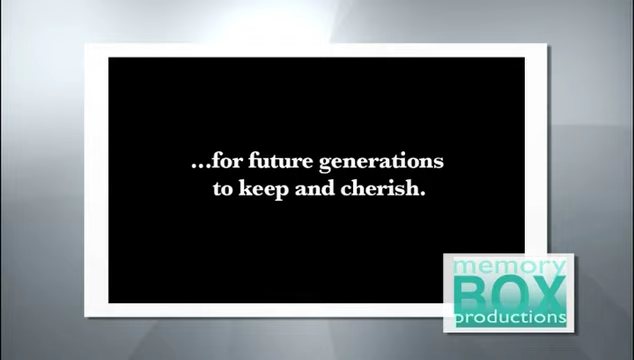 ...for future generations
to keep and cherish.
memory
BOX
productions